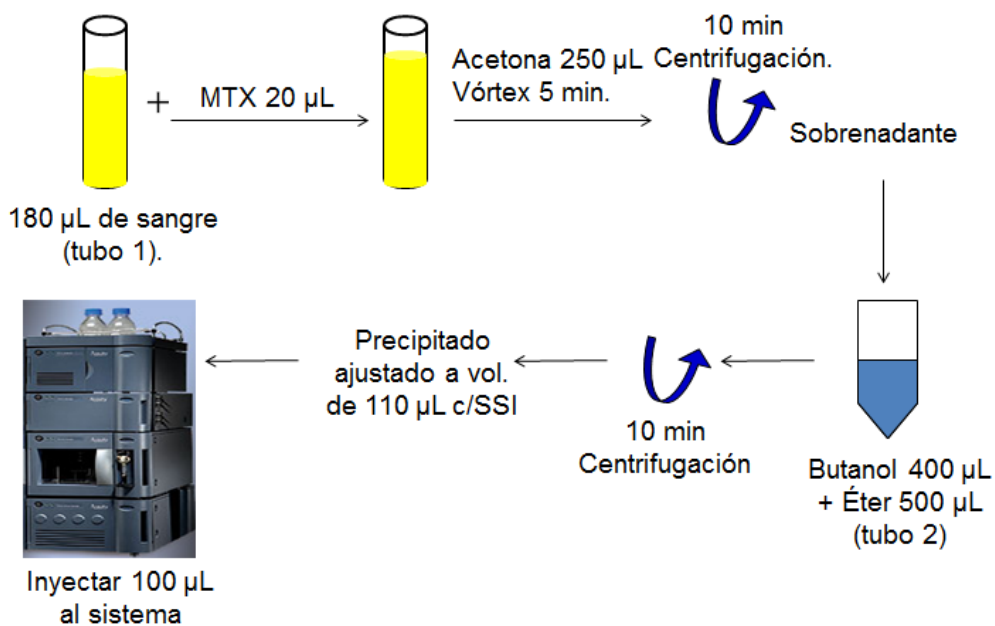 180 µL de sangre
(tubo 1).
+
MTX 20 µL
Acetona 250 µL
Vórtex 5 min.
10 min
Centrifugación.
Sobrenadante
Butanol 400 µL
+ Éter 500 µL
(tubo 2)
10 min
Centrifugación
Precipitado
ajustado a vol.
de 110 µL c/SSI
Inyectar 100 µL
al sistema